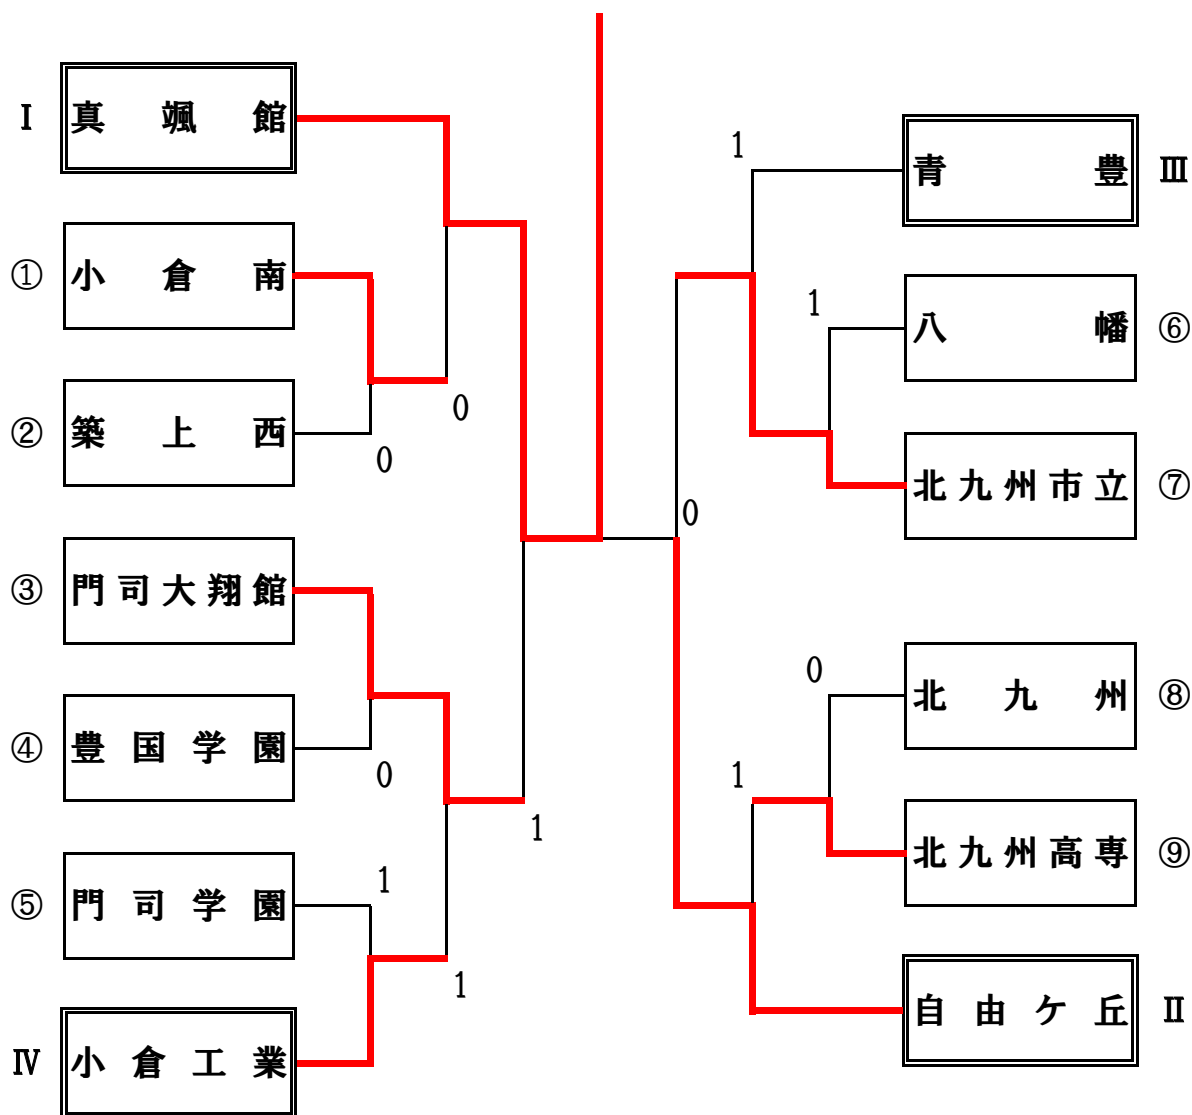 Ⅰ 真颯館
① 小倉南
② 築上西
0
0
③ 門司大翔館
④ 豊国学園
0
1
⑤ 門司学園
1
1
Ⅳ 小倉工業
0
1
青豊 Ⅲ
1
八幡 ⑥
北九州市立 ⑦
0
北九州 ⑧
1
北九州高専 ⑨
自由ケ丘 Ⅱ